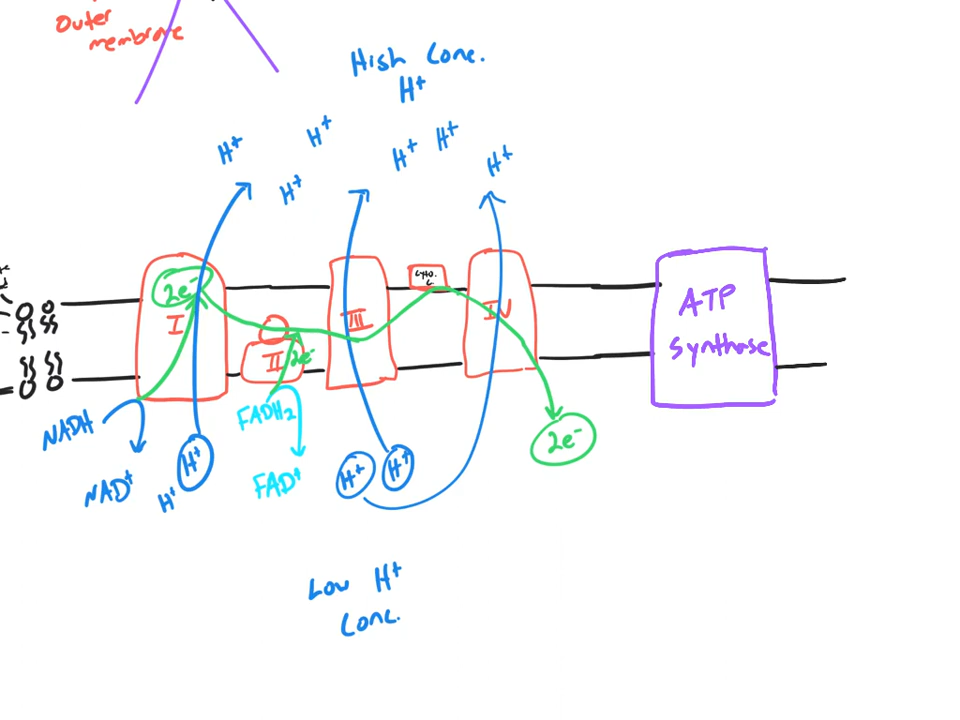 Outer
membrane
High Conc.
H⁺
H⁺
H⁺
H⁺
H⁺
H⁺
H⁺
2e⁻
I
II
2e⁻
III
cyto.
c.
IV
ATP
Synthase
NADH
NAD⁺
H⁺
H⁺
FADH₂
FAD⁺
H⁺
H⁺
2e⁻
Low H⁺
Conc.